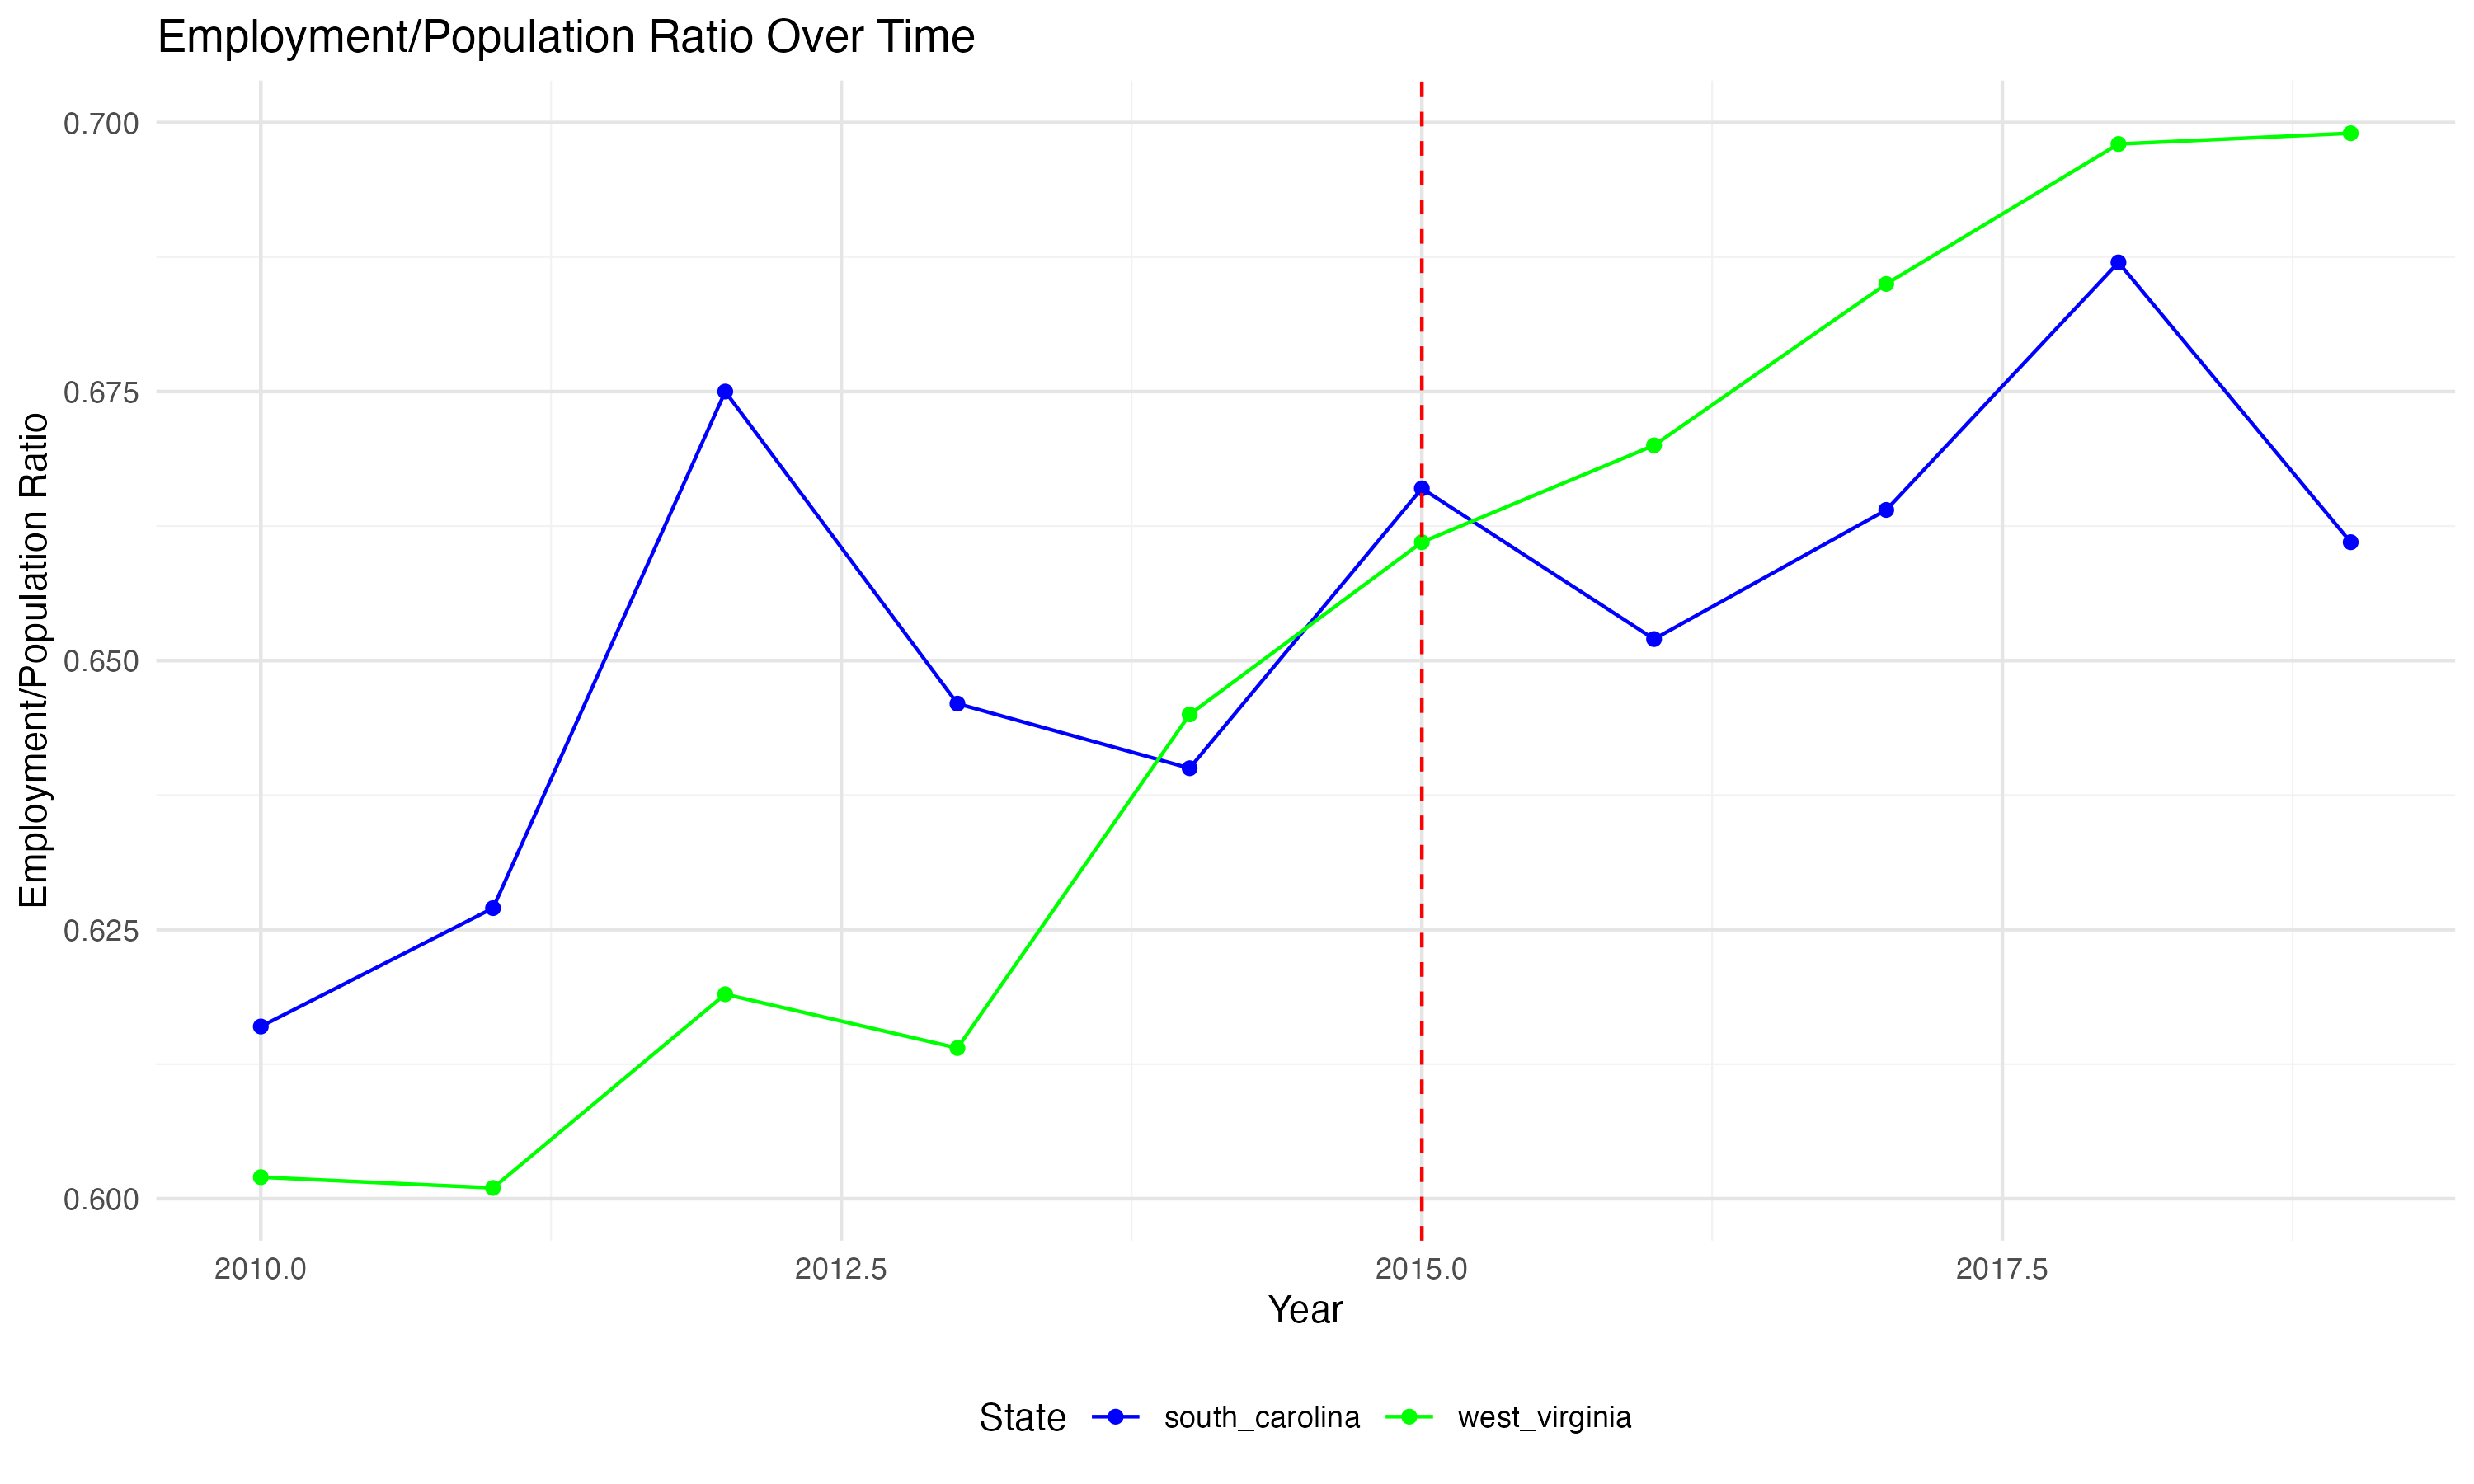 Employment/Population Ratio Over Time
Employment/Population Ratio
0.700
0.675
0.650
0.625
0.600
2010.0 2012.5 2015.0 2017.5
Year
State south_carolina west_virginia